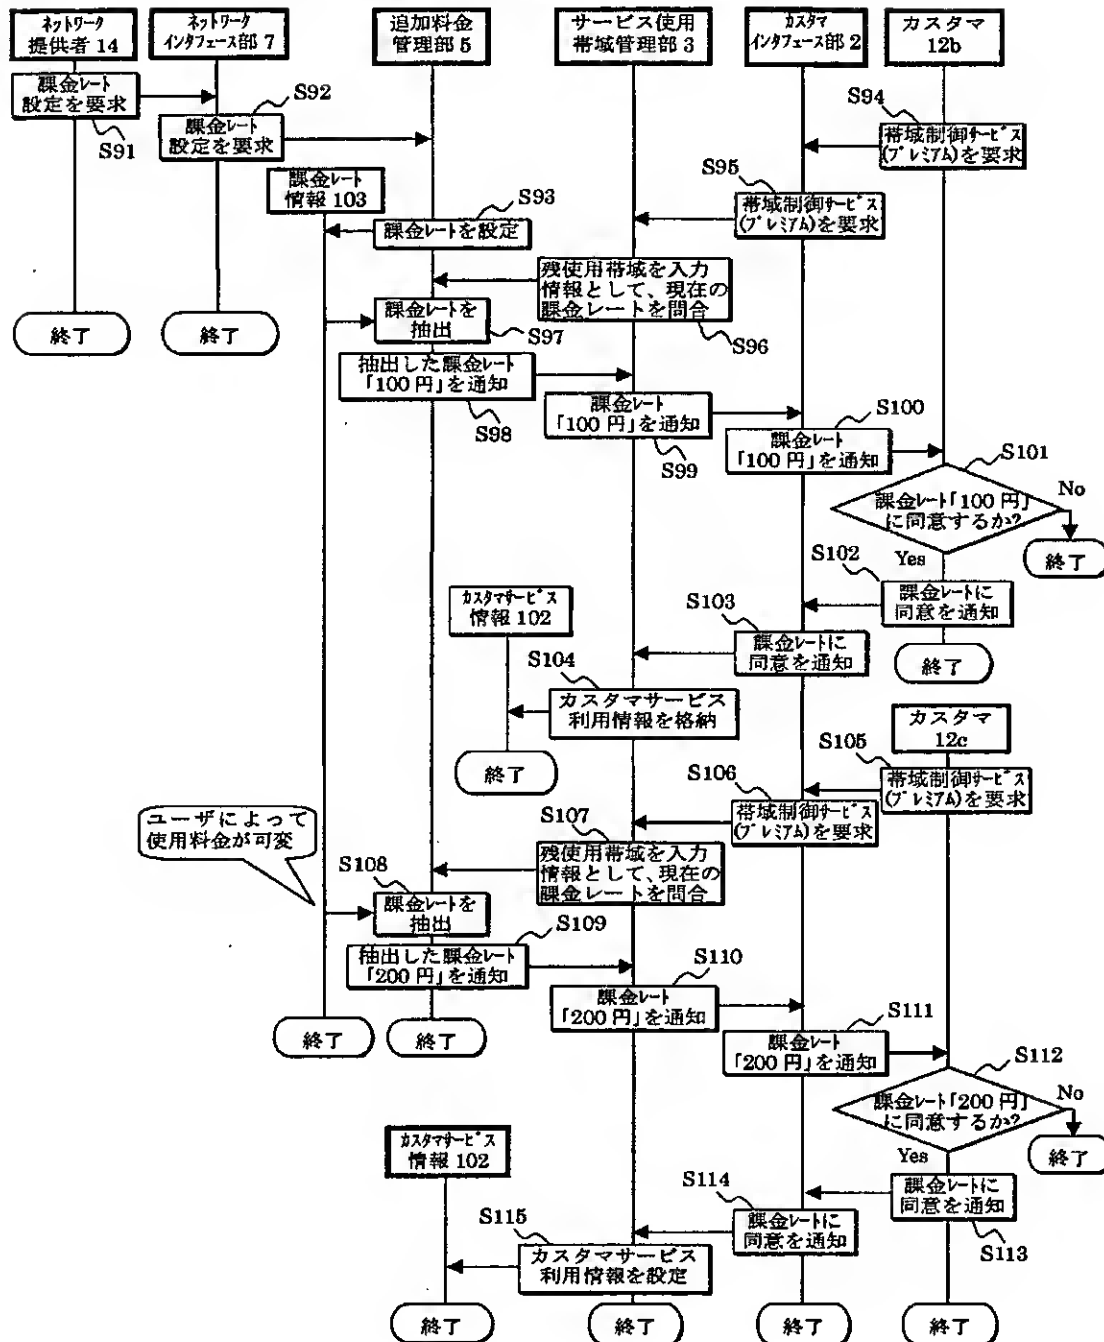 ネットワーク
提供者 14
ネットワーク
インタフェース部 7
追加料金
管理部 5
サービス使用
帯域管理部 3
カスタマ
インタフェース部 2
カスタマ
12b
課金レート
設定を要求
S91
課金レート
設定を要求
S92
S94
帯域制御サービス
(プレミアム)を要求
S95
帯域制御サービス
(プレミアム)を要求
課金レート
情報 103
S93
課金レートを設定
残使用帯域を入力
情報として、現在の
課金レートを問合
S96
終了
終了
課金レートを
抽出
S97
抽出した課金レート
「100 円」を通知
S98
課金レート
「100 円」を通知
S99
S100
課金レート
「100 円」を通知
S101
課金レート「100 円」
に同意するか?
No
終了
Yes
S102
課金レートに
同意を通知
終了
S103
課金レートに
同意を通知
カスタマサービス
情報 102
S104
カスタマサービス
利用情報を格納
終了
カスタマ
12c
S105
帯域制御サービス
(プレミアム)を要求
S106
帯域制御サービス
(プレミアム)を要求
ユーザによって
使用料金が可変
S107
残使用帯域を入力
情報として、現在の
課金レートを問合
S108
課金レートを
抽出
S109
抽出した課金レート
「200 円」を通知
S110
課金レート
「200 円」を通知
終了
終了
S111
課金レート
「200 円」を通知
S112
課金レート「200 円」
に同意するか?
No
終了
Yes
課金レートに
同意を通知
S113
カスタマサービス
情報 102
S114
課金レートに
同意を通知
S115
カスタマサービス
利用情報を設定
終了
終了
終了
終了